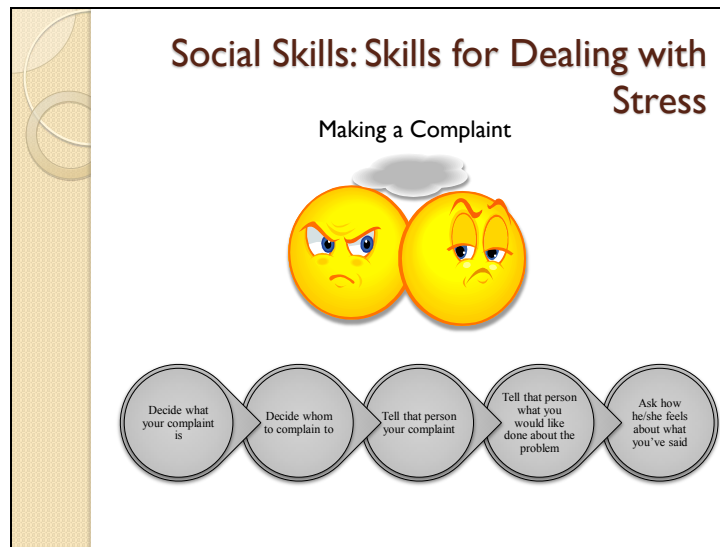 Social Skills: Skills for Dealing with
Stress
Making a Complaint
Decide what
your complaint
is
Decide whom
to complain to
Tell that person
your complaint
Tell that person
what you
would like
done about the
problem
Ask how
he/she feels
about what
you've said